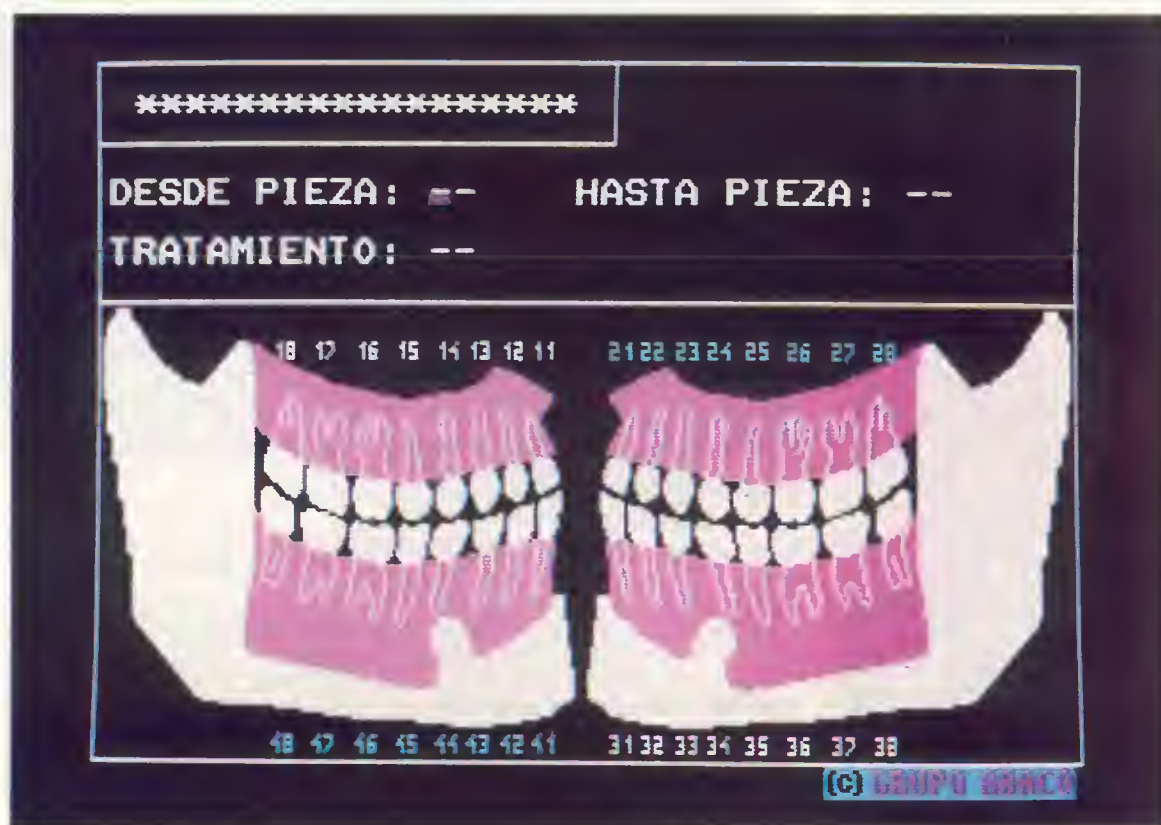 ******************
DESDE PIEZA: -- HASTA PIEZA: --
TRATAMIENTO: --
18 17 16 15 14 13 12 11 21 22 23 24 25 26 27 28
48 47 46 45 44 43 42 41 31 32 33 34 35 36 37 38
(C) GRUPO